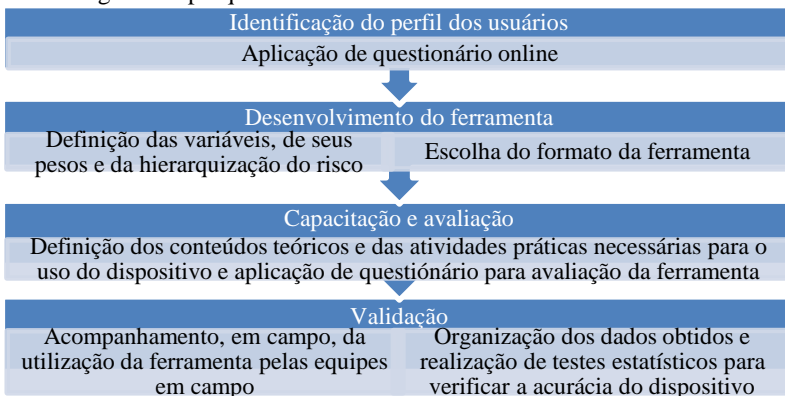 Identificação do perfil dos usuários
Aplicação de questionário online
Desenvolvimento do ferramenta
Definição das variáveis, de seus
pesos e da hierarquização do risco
Escolha do formato da ferramenta
Capacitação e avaliação
Definição dos conteúdos teóricos e das atividades práticas necessárias para o
uso do dispositivo e aplicação de questiónário para avaliação da ferramenta
Validação
Acompanhamento, em campo, da
utilização da ferramenta pelas equipes
em campo
Organização dos dados obtidos e
realização de testes estatísticos para
verificar a acurácia do dispositivo